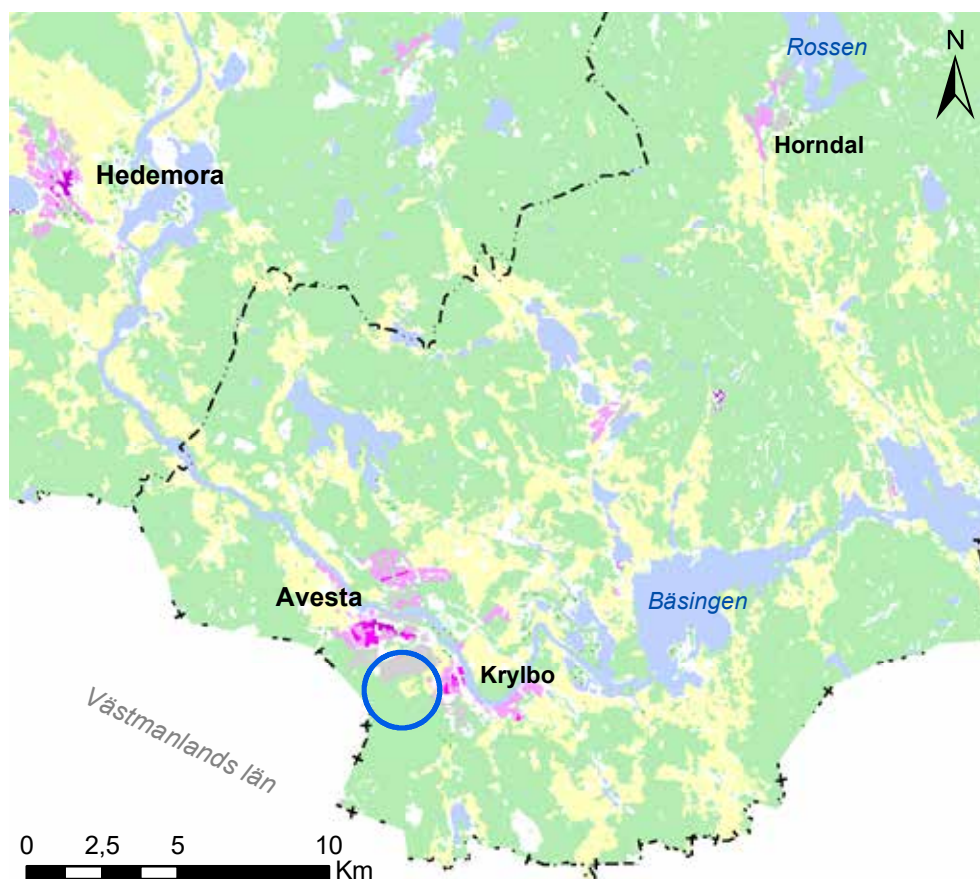 Rossen
N
Horndal
Hedemora
Avesta
Bäsingen
Krylbo
Västmanlands län
0 2,5 5 10
Km